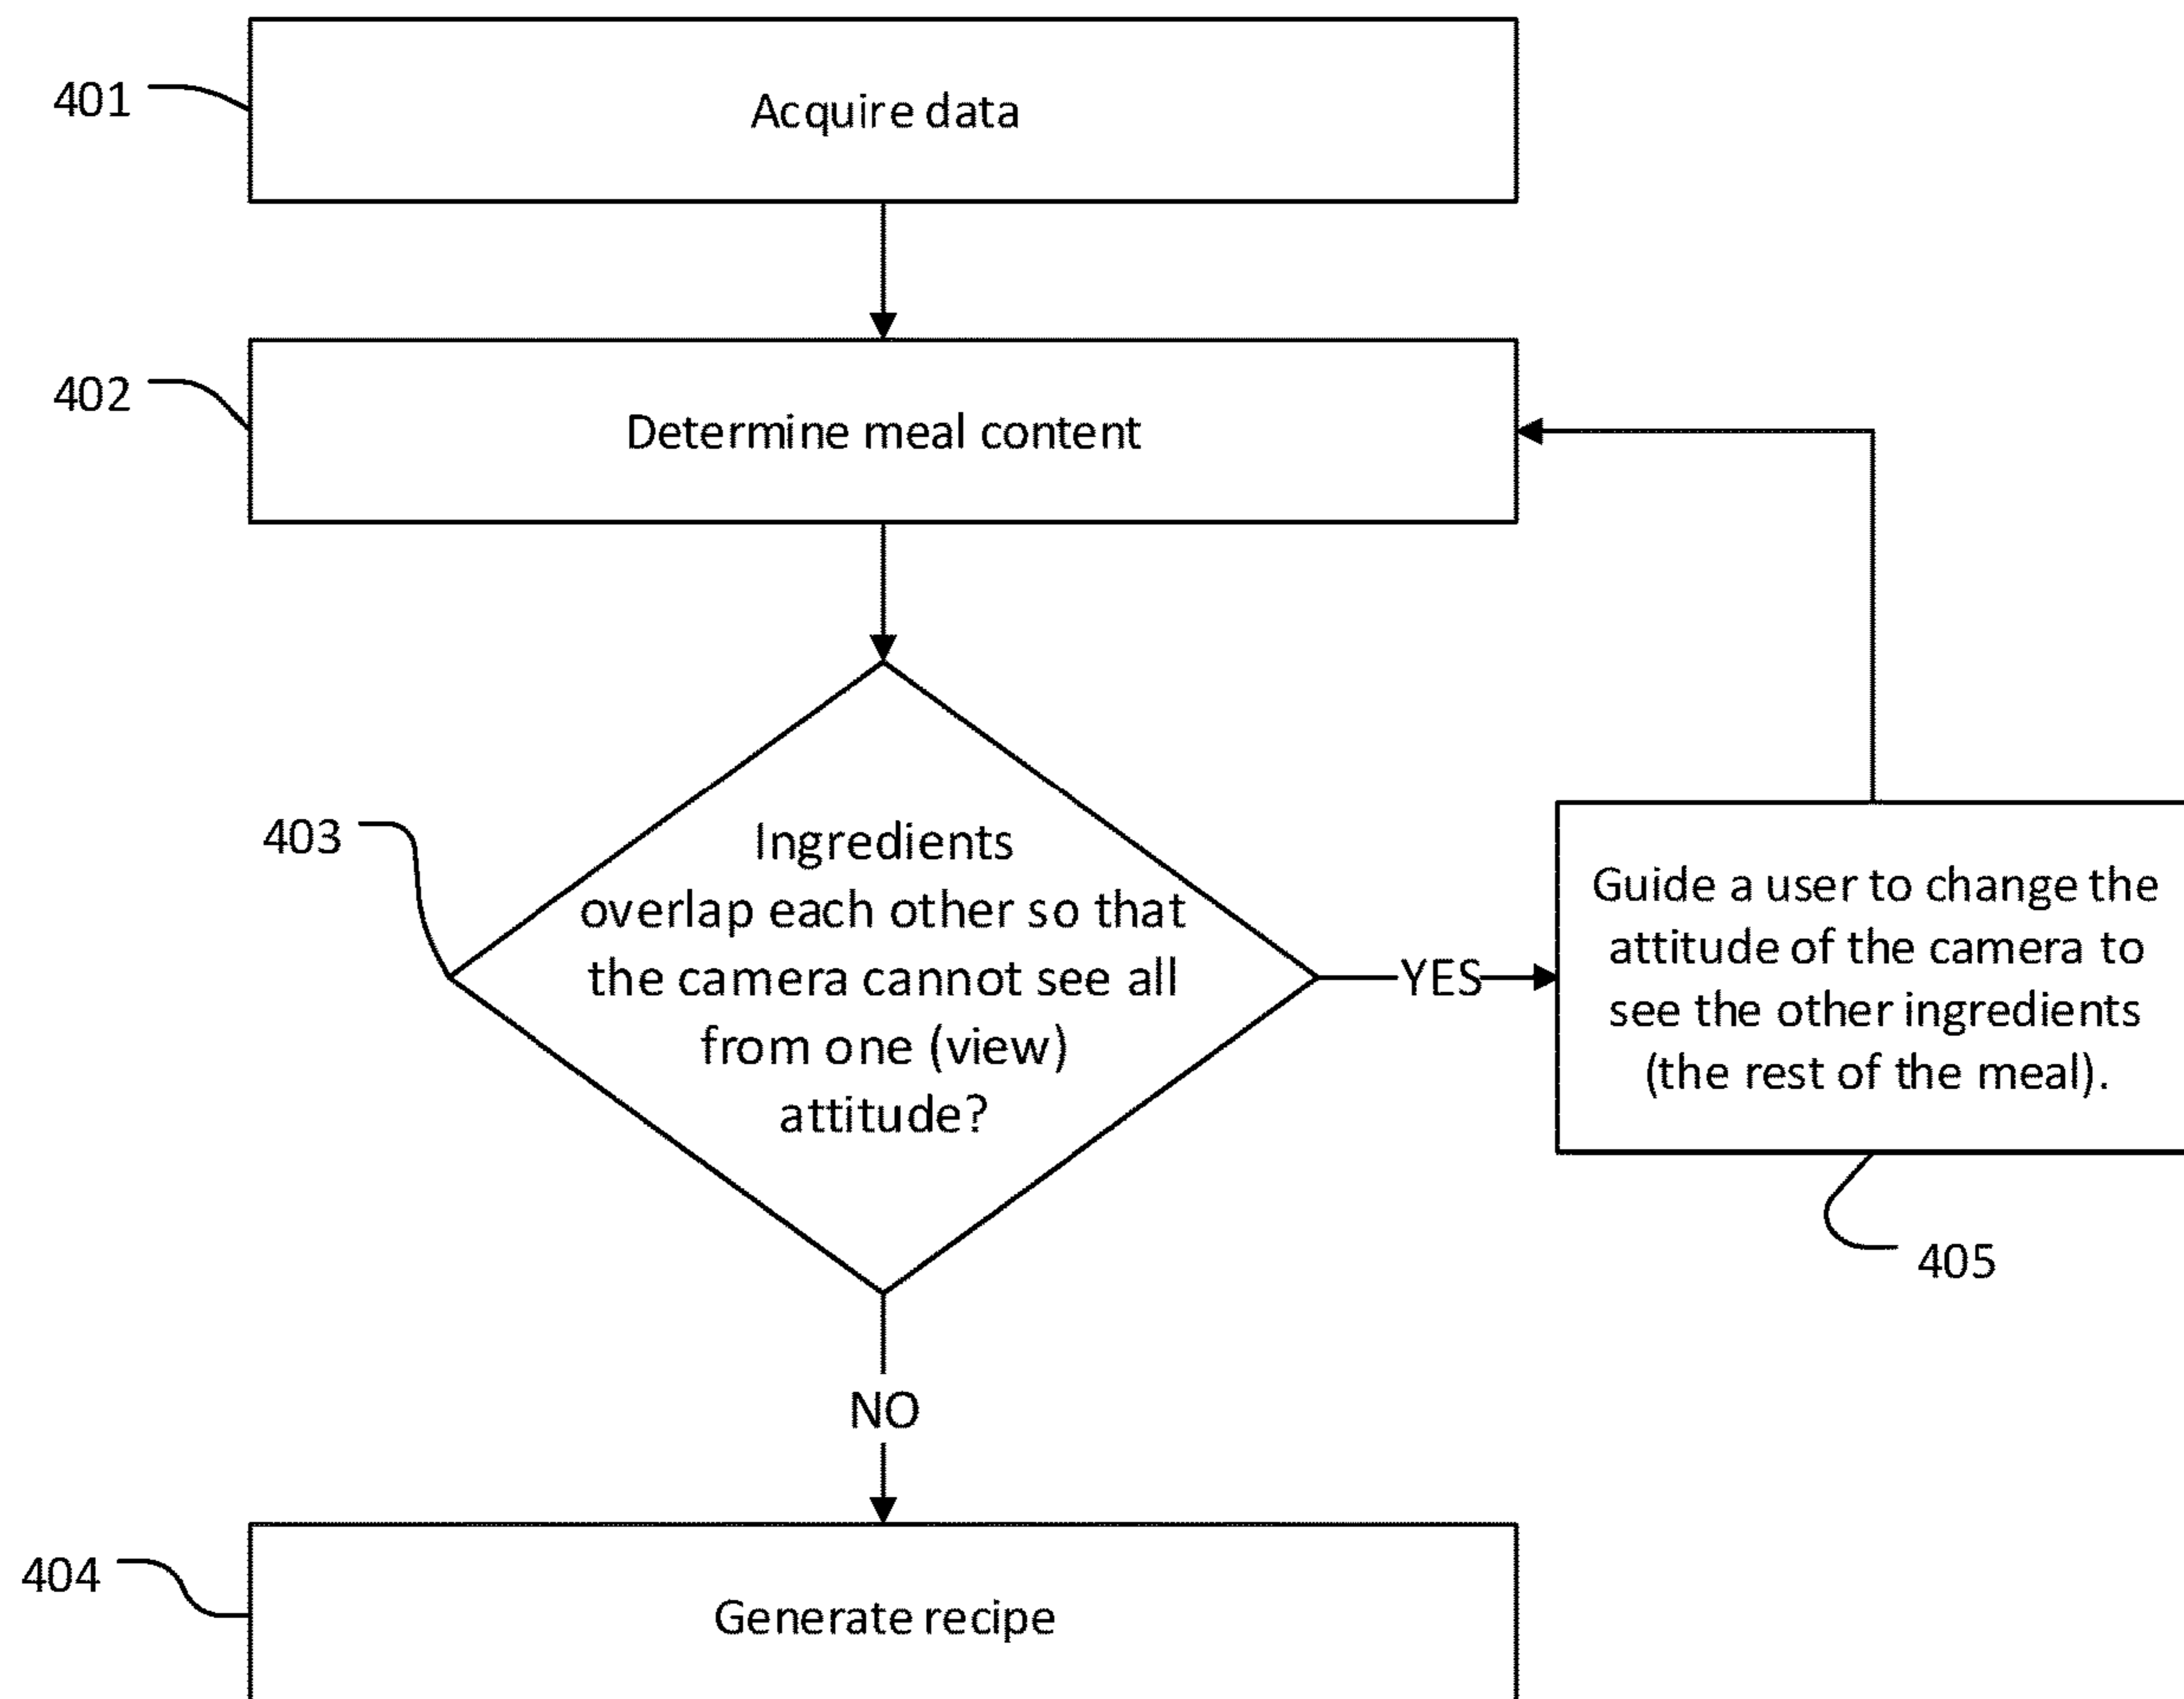 401
Acquire data
402
Determine meal content
403
Ingredients
overlap each other so that
the camera cannot see all
from one (view)
attitude?
YES
Guide a user to change the
attitude of the camera to
see the other ingredients
(the rest of the meal).
405
NO
404
Generate recipe